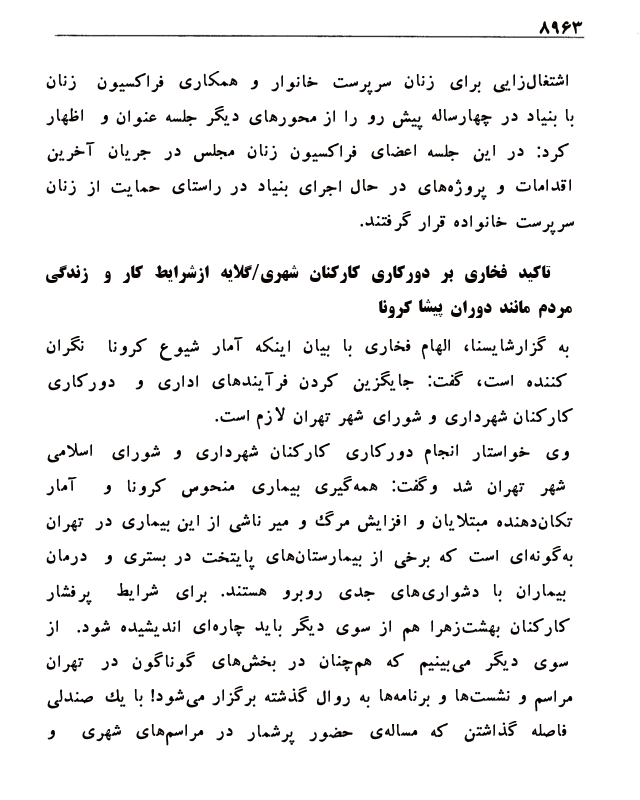 ۸۹۶۳
اشتغال‌زایی برای زنان سرپرست خانوار و همکاری فراکسیون زنان
با بنیاد در چهارساله پیش رو را از محورهای دیگر جلسه عنوان و اظهار
کرد: در این جلسه اعضای فراکسیون زنان مجلس در جریان آخرین
اقدامات و پروژه‌های در حال اجرای بنیاد در راستای حمایت از زنان
سرپرست خانواده قرار گرفتند.
تاکید فخاری بر دورکاری کارکنان شهری/گلایه ازشرایط کار و زندگی
مردم مانند دوران پیشا کرونا
به گزارشایسنا، الهام فخاری با بیان اینکه آمار شیوع کرونا نگران
کننده است، گفت: جایگزین کردن فرآیندهای اداری و دورکاری
کارکنان شهرداری و شورای شهر تهران لازم است.
وی خواستار انجام دورکاری کارکنان شهرداری و شورای اسلامی
شهر تهران شد وگفت: همه‌گیری بیماری منحوس کرونا و آمار
تکان‌دهنده مبتلایان و افزایش مرگ و میر ناشی از این بیماری در تهران
به‌گونه‌ای است که برخی از بیمارستان‌های پایتخت در بستری و درمان
بیماران با دشواری‌های جدی روبرو هستند. برای شرایط پرفشار
کارکنان بهشت‌زهرا هم از سوی دیگر باید چاره‌ای اندیشیده شود. از
سوی دیگر می‌بینیم که هم‌چنان در بخش‌های گوناگون در تهران
مراسم و نشست‌ها و برنامه‌ها به روال گذشته برگزار می‌شود! با یك صندلی
فاصله گذاشتن که مساله‌ی حضور پرشمار در مراسم‌های شهری و